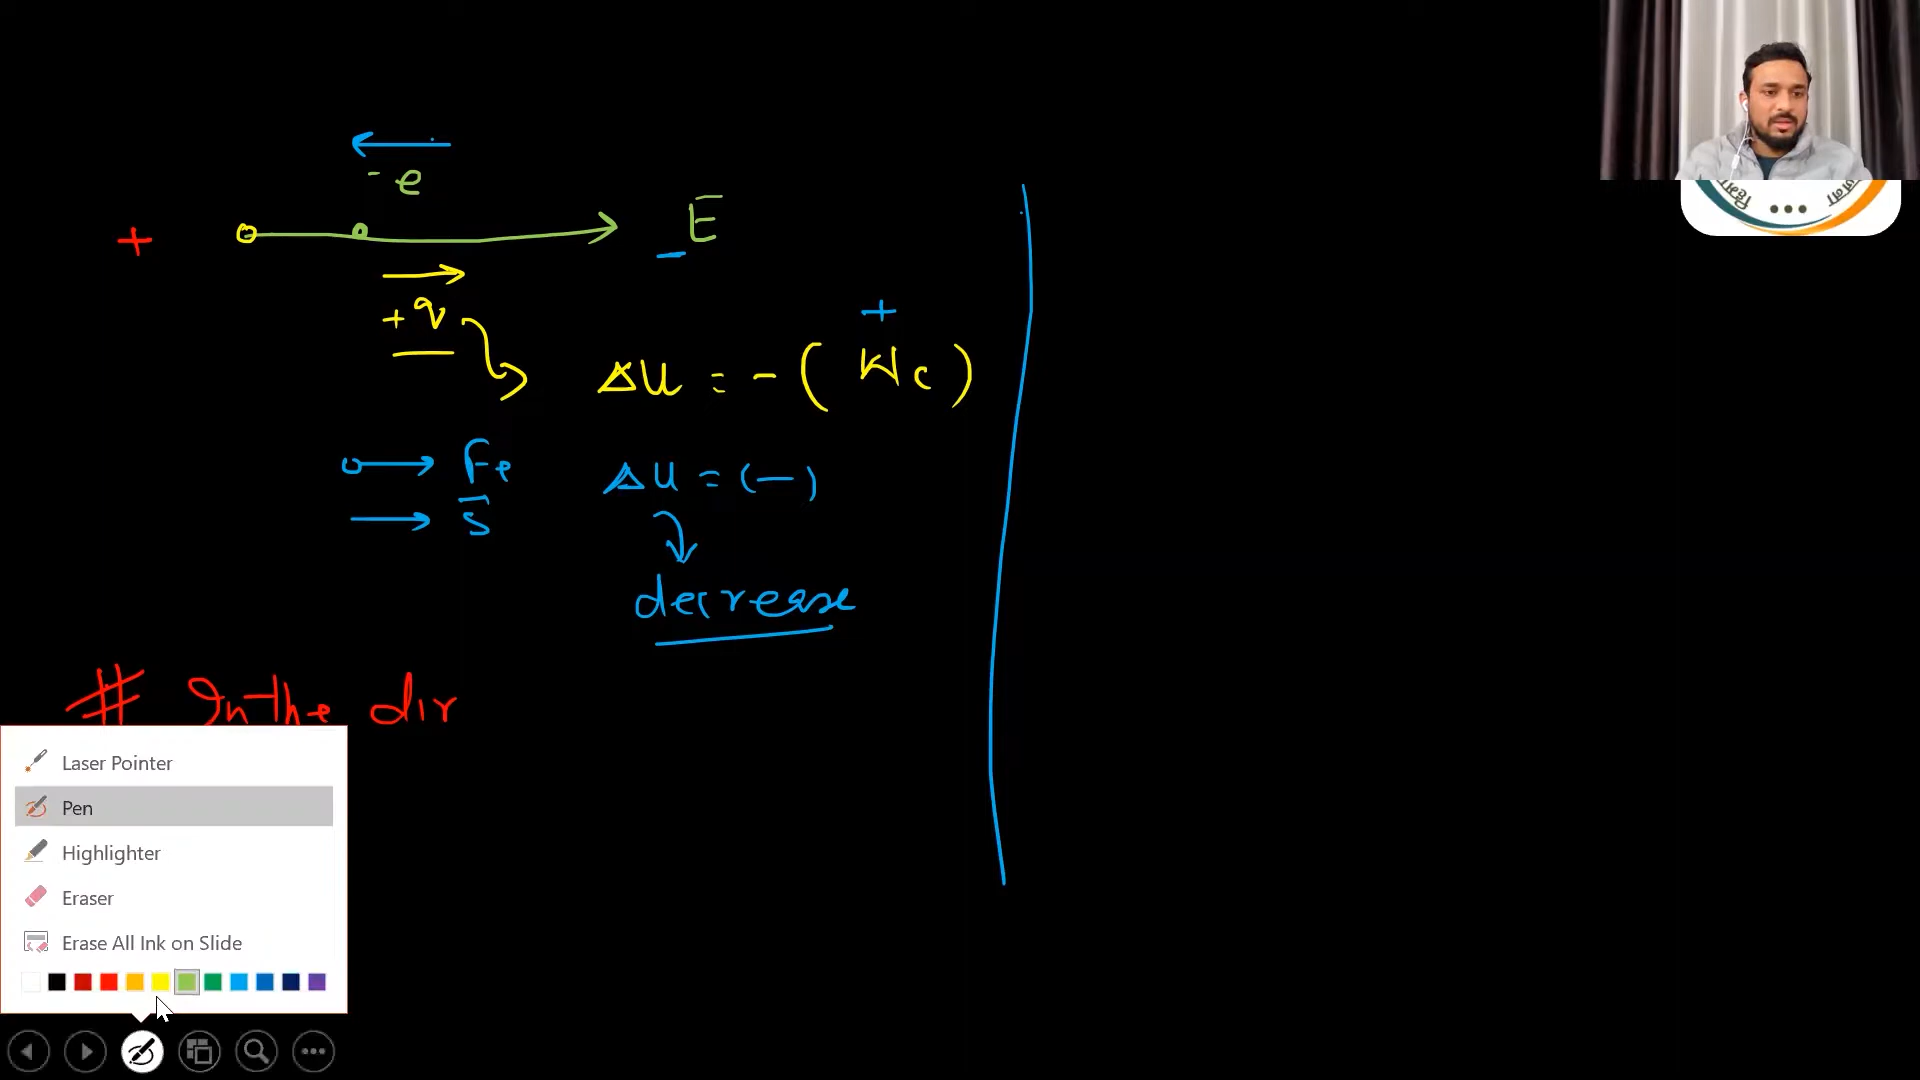 - e
+
E
-
+ q
+
ΔU = - ( Wc )
Fe
ΔU = (-)
S
decrease
# In the dir
Laser Pointer
Pen
Highlighter
Eraser
Erase All Ink on Slide